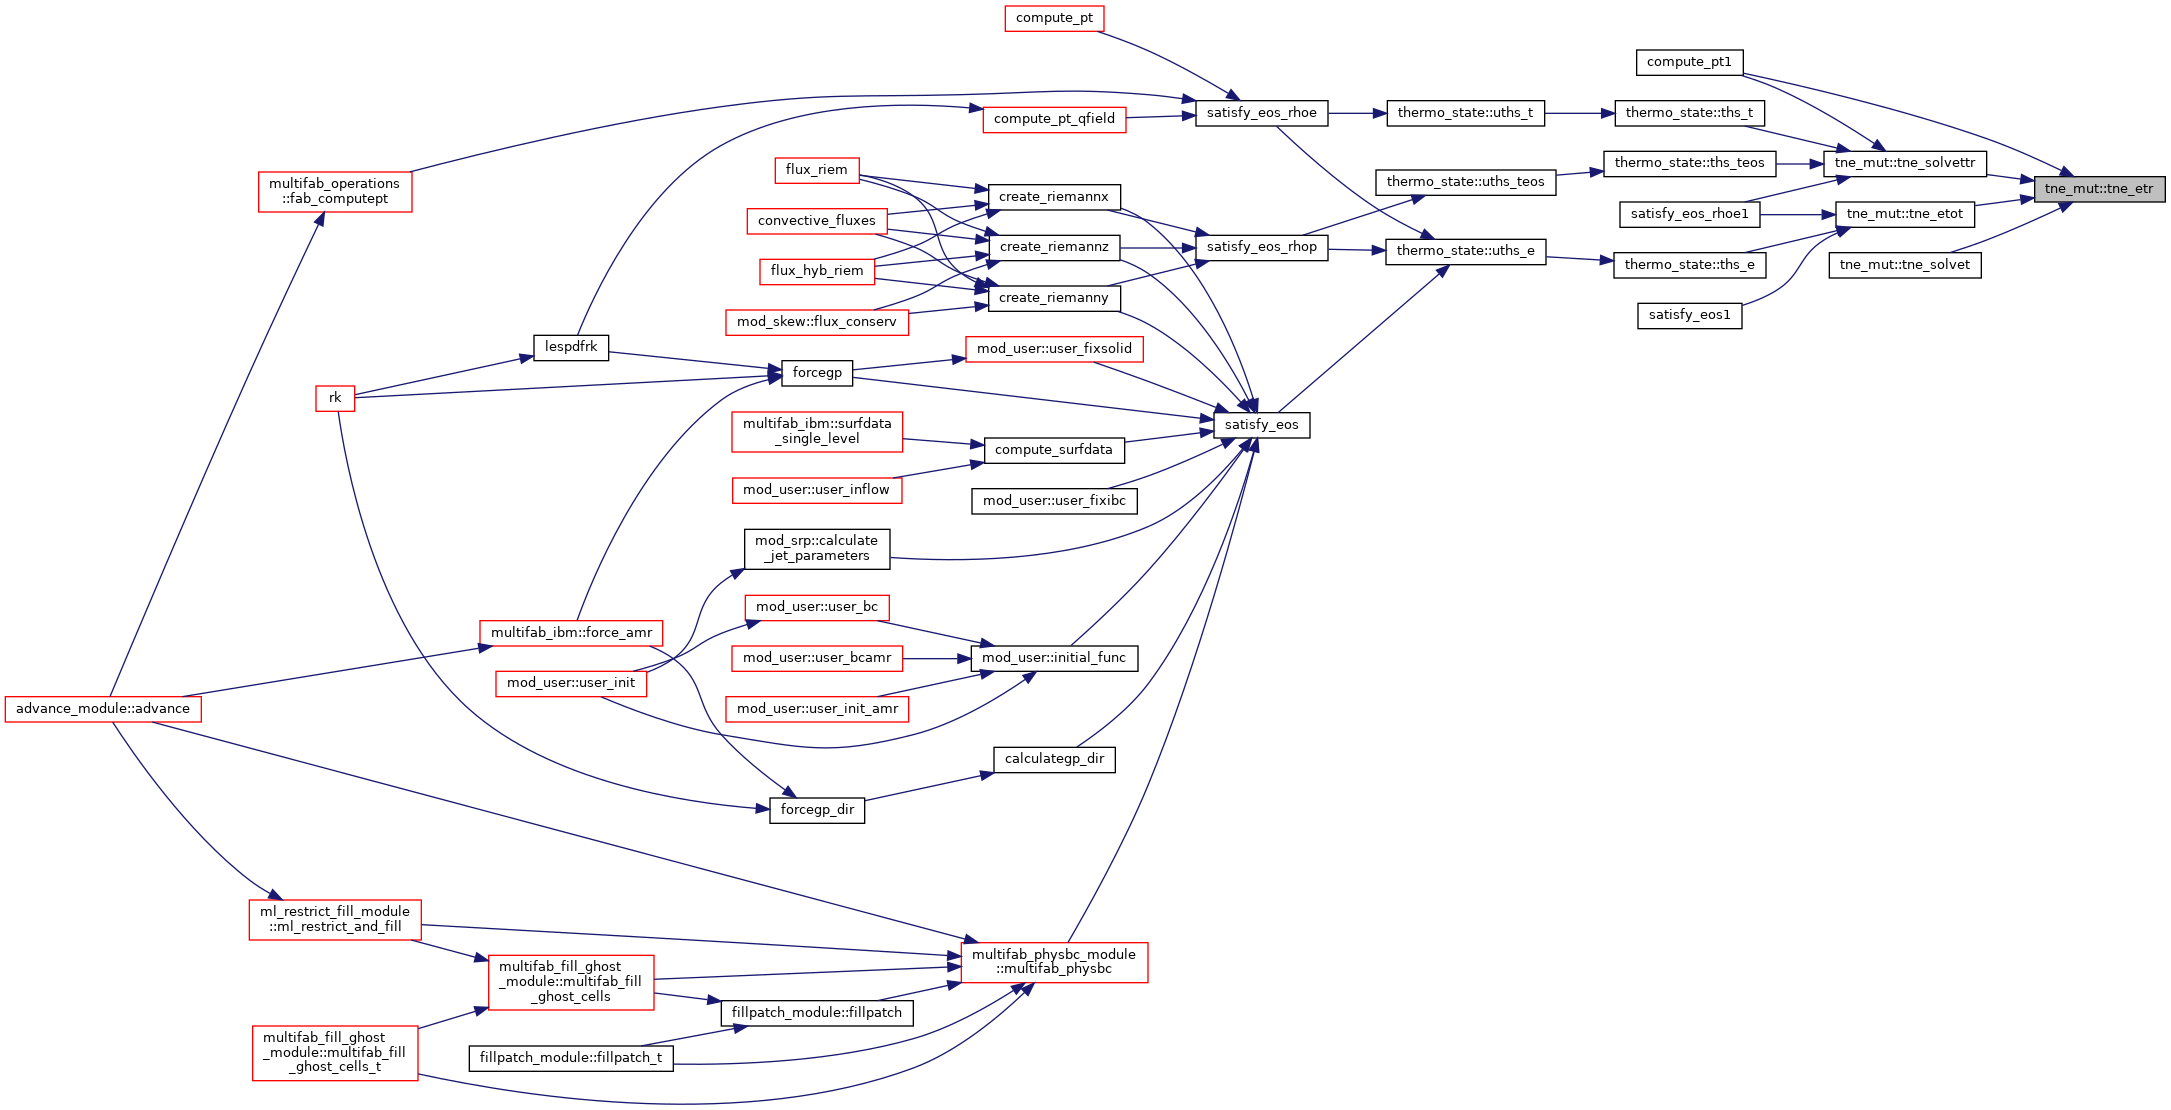 compute_pt
compute_pt1
satisfy_eos_rhoe
thermo_state::uths_t
thermo_state::ths_t
compute_pt_qfield
flux_riem
thermo_state::ths_teos
tne_mut::tne_solvettr
thermo_state::uths_teos
multifab_operations
::fab_computept
tne_mut::tne_etr
create_riemannx
convective_fluxes
satisfy_eos_rhoe1
tne_mut::tne_etot
create_riemannz
satisfy_eos_rhop
thermo_state::uths_e
flux_hyb_riem
thermo_state::ths_e
tne_mut::tne_solvet
create_riemanny
mod_skew::flux_conserv
satisfy_eos1
lespdfrk
mod_user::user_fixsolid
forcegp
rk
multifab_ibm::surfdata
_single_level
satisfy_eos
compute_surfdata
mod_user::user_inflow
mod_user::user_fixibc
mod_srp::calculate
_jet_parameters
mod_user::user_bc
multifab_ibm::force_amr
mod_user::user_bcamr
mod_user::initial_func
mod_user::user_init
advance_module::advance
mod_user::user_init_amr
calculategp_dir
forcegp_dir
ml_restrict_fill_module
::ml_restrict_and_fill
multifab_physbc_module
::multifab_physbc
multifab_fill_ghost
_module::multifab_fill
_ghost_cells
fillpatch_module::fillpatch
multifab_fill_ghost
_module::multifab_fill
_ghost_cells_t
fillpatch_module::fillpatch_t